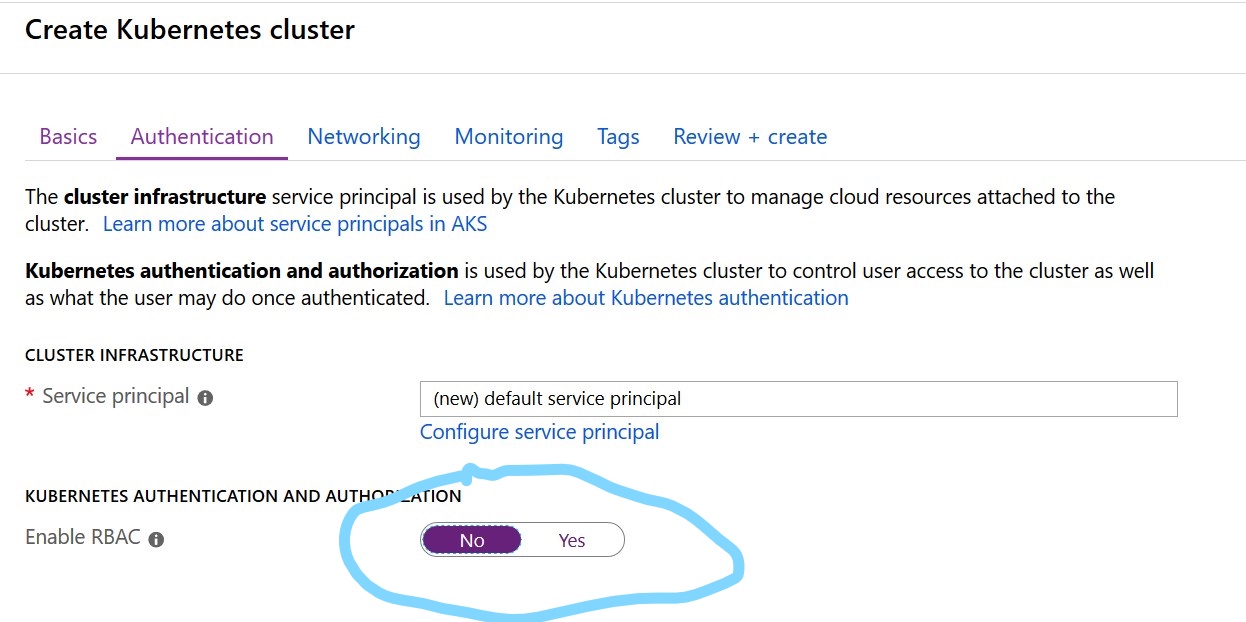 Create Kubernetes cluster
Basics Authentication Networking Monitoring Tags Review + create
The cluster infrastructure service principal is used by the Kubernetes cluster to manage cloud resources attached to the
cluster. Learn more about service principals in AKS
Kubernetes authentication and authorization is used by the Kubernetes cluster to control user access to the cluster as well
as what the user may do once authenticated. Learn more about Kubernetes authentication
CLUSTER INFRASTRUCTURE
* Service principal (new) default service principal
Configure service principal
KUBERNETES AUTHENTICATION AND AUTHORIZATION
Enable RBAC No Yes